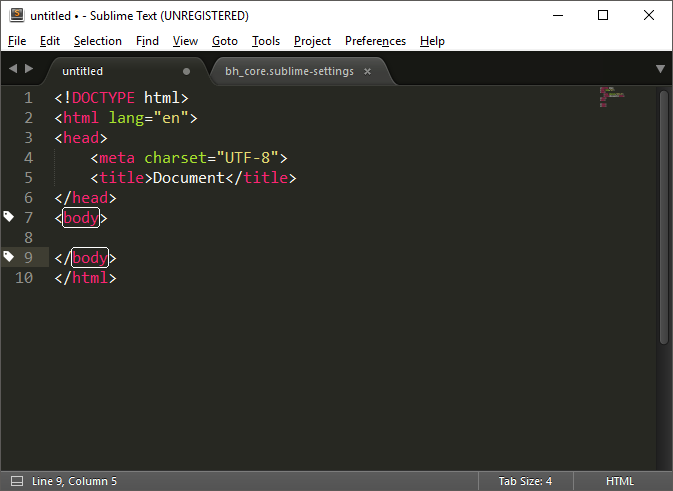 untitled • - Sublime Text (UNREGISTERED)
File Edit Selection Find View Goto Tools Project Preferences Help
untitled bh_core.sublime-settings
1 <!DOCTYPE html>
2 <html lang="en">
3 <head>
4     <meta charset="UTF-8">
5     <title>Document</title>
6 </head>
7 <body>
8
9 </body>
10 </html>
Line 9, Column 5 Tab Size: 4 HTML